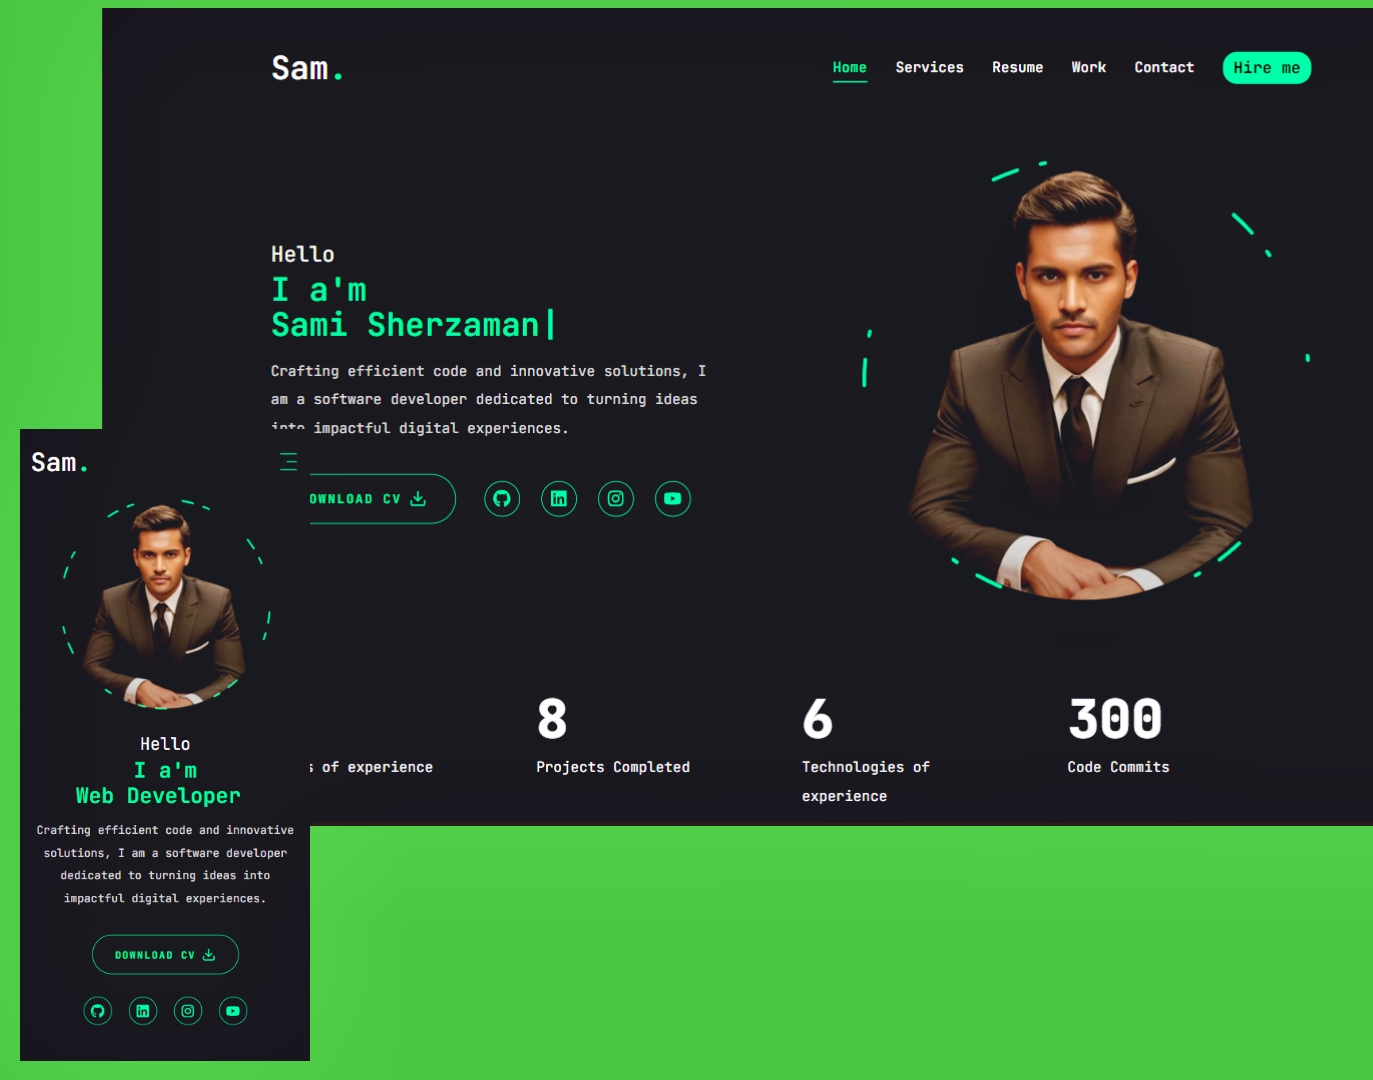 Sam.
Home Services Resume Work Contact Hire me
Hello
I a'm
Sami Sherzaman|
Crafting efficient code and innovative solutions, I
am a software developer dedicated to turning ideas
into impactful digital experiences.
OWNLOAD CV
8
6
300
s of experience
Projects Completed
Technologies of
experience
Code Commits
Sam.
Hello
I a'm
Web Developer
Crafting efficient code and innovative
solutions, I am a software developer
dedicated to turning ideas into
impactful digital experiences.
DOWNLOAD CV